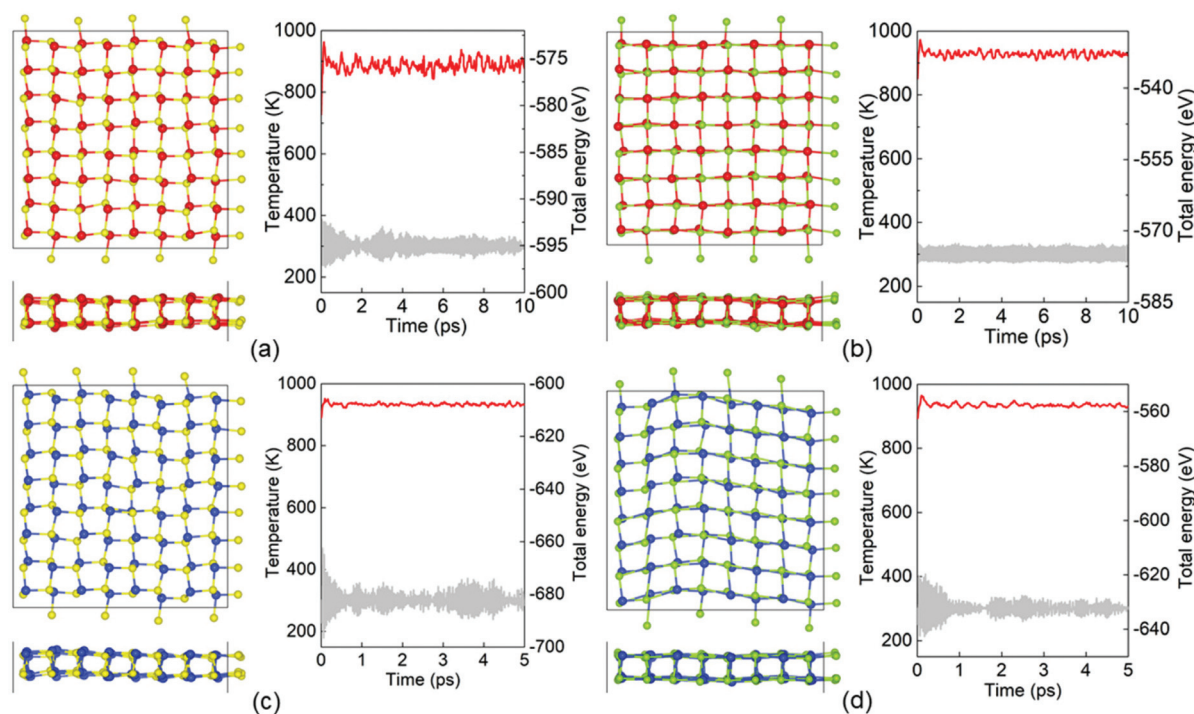 Temperature (K)
1000
800
600
400
200
Total energy (eV)
-575
-580
-585
-590
-595
-600
0 2 4 6 8 10
Time (ps)
(a)
Temperature (K)
1000
800
600
400
200
Total energy (eV)
-540
-555
-570
-585
0 2 4 6 8 10
Time (ps)
(b)
Temperature (K)
1000
800
600
400
200
Total energy (eV)
-600
-620
-640
-660
-680
-700
0 1 2 3 4 5
Time (ps)
(c)
Temperature (K)
1000
800
600
400
200
Total energy (eV)
-560
-580
-600
-620
-640
0 1 2 3 4 5
Time (ps)
(d)